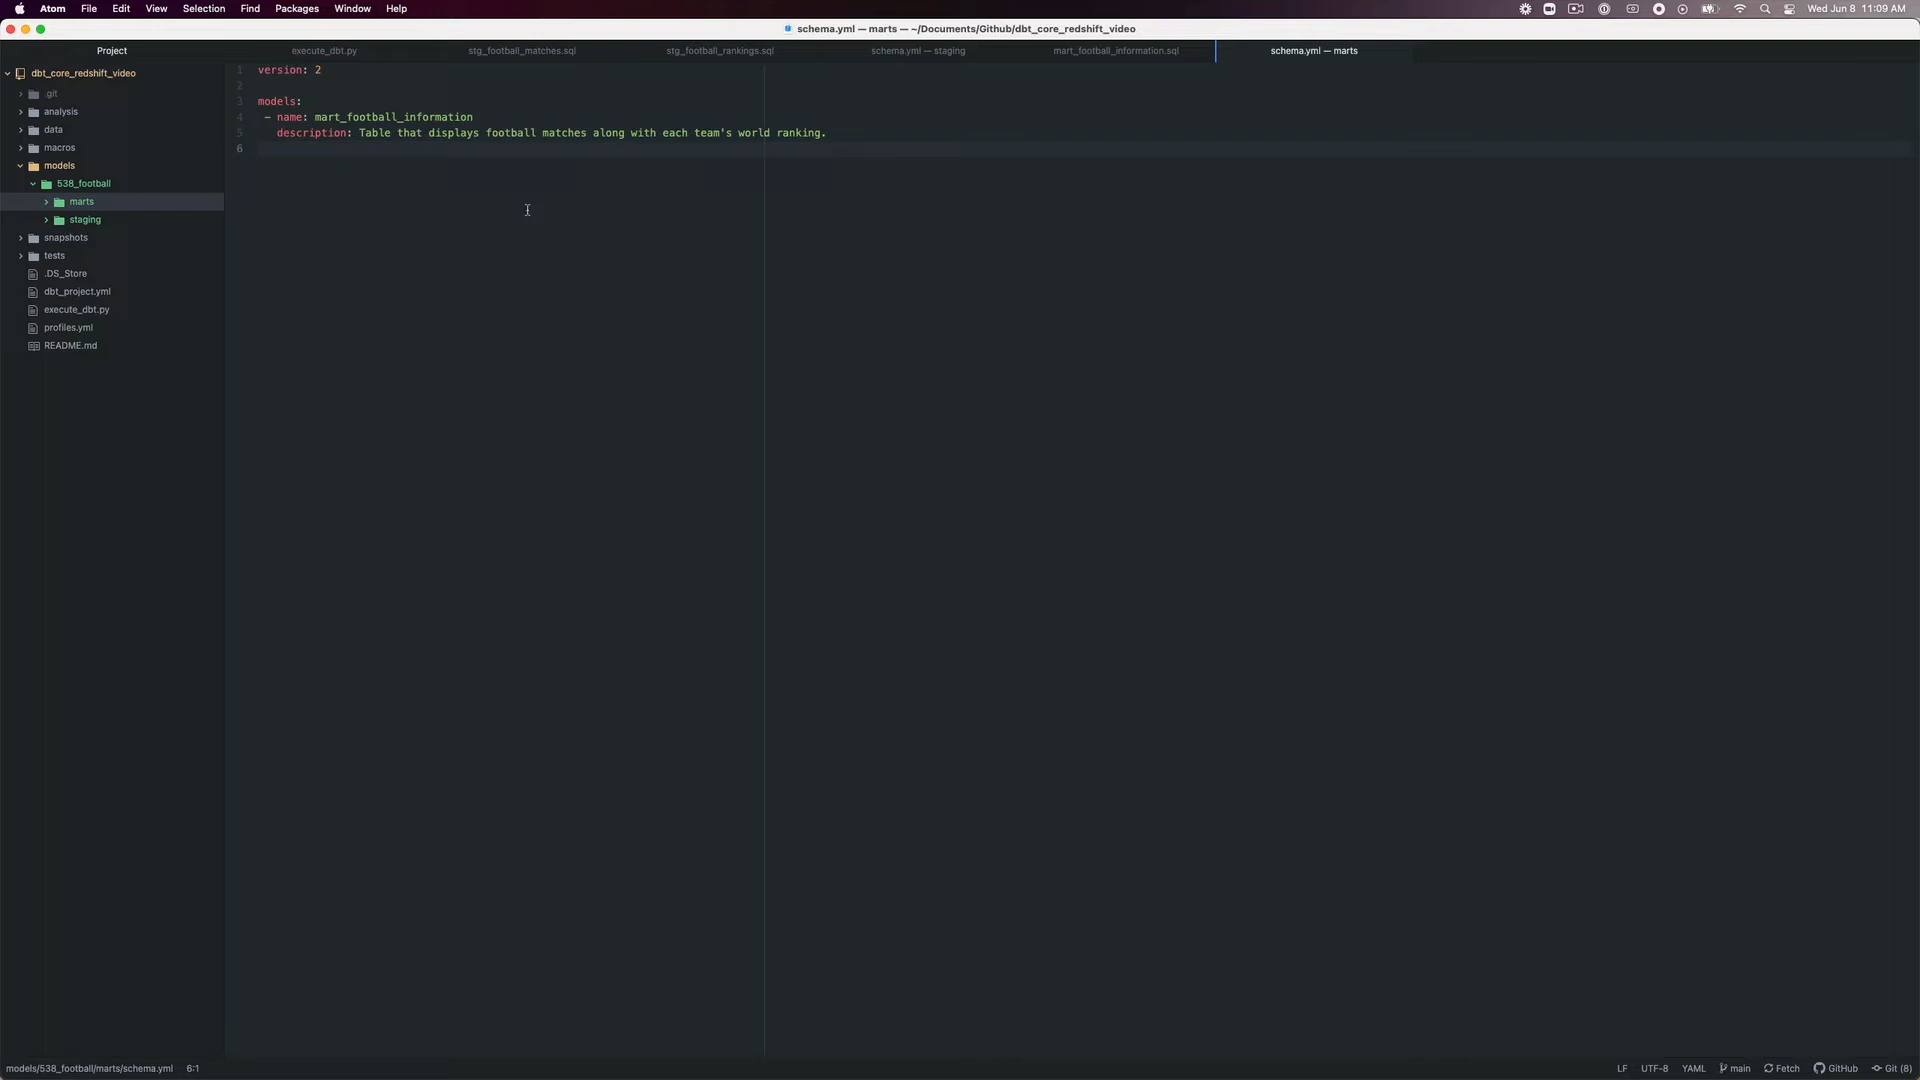 Atom File Edit View Selection Find Packages Window Help Wed Jun 8 11:09 AM
schema.yml — marts — ~/Documents/Github/dbt_core_redshift_video
Project execute_dbt.py stg_football_matches.sql stg_football_rankings.sql schema.yml — staging mart_football_information.sql schema.yml — marts
dbt_core_redshift_video
.git
analysis
data
macros
models
538_football
marts
staging
snapshots
tests
.DS_Store
dbt_project.yml
execute_dbt.py
profiles.yml
README.md
1 version: 2
2
3 models:
4 - name: mart_football_information
5 description: Table that displays football matches along with each team's world ranking.
6
models/538_football/marts/schema.yml 6:1 LF UTF-8 YAML main Fetch GitHub Git (8)